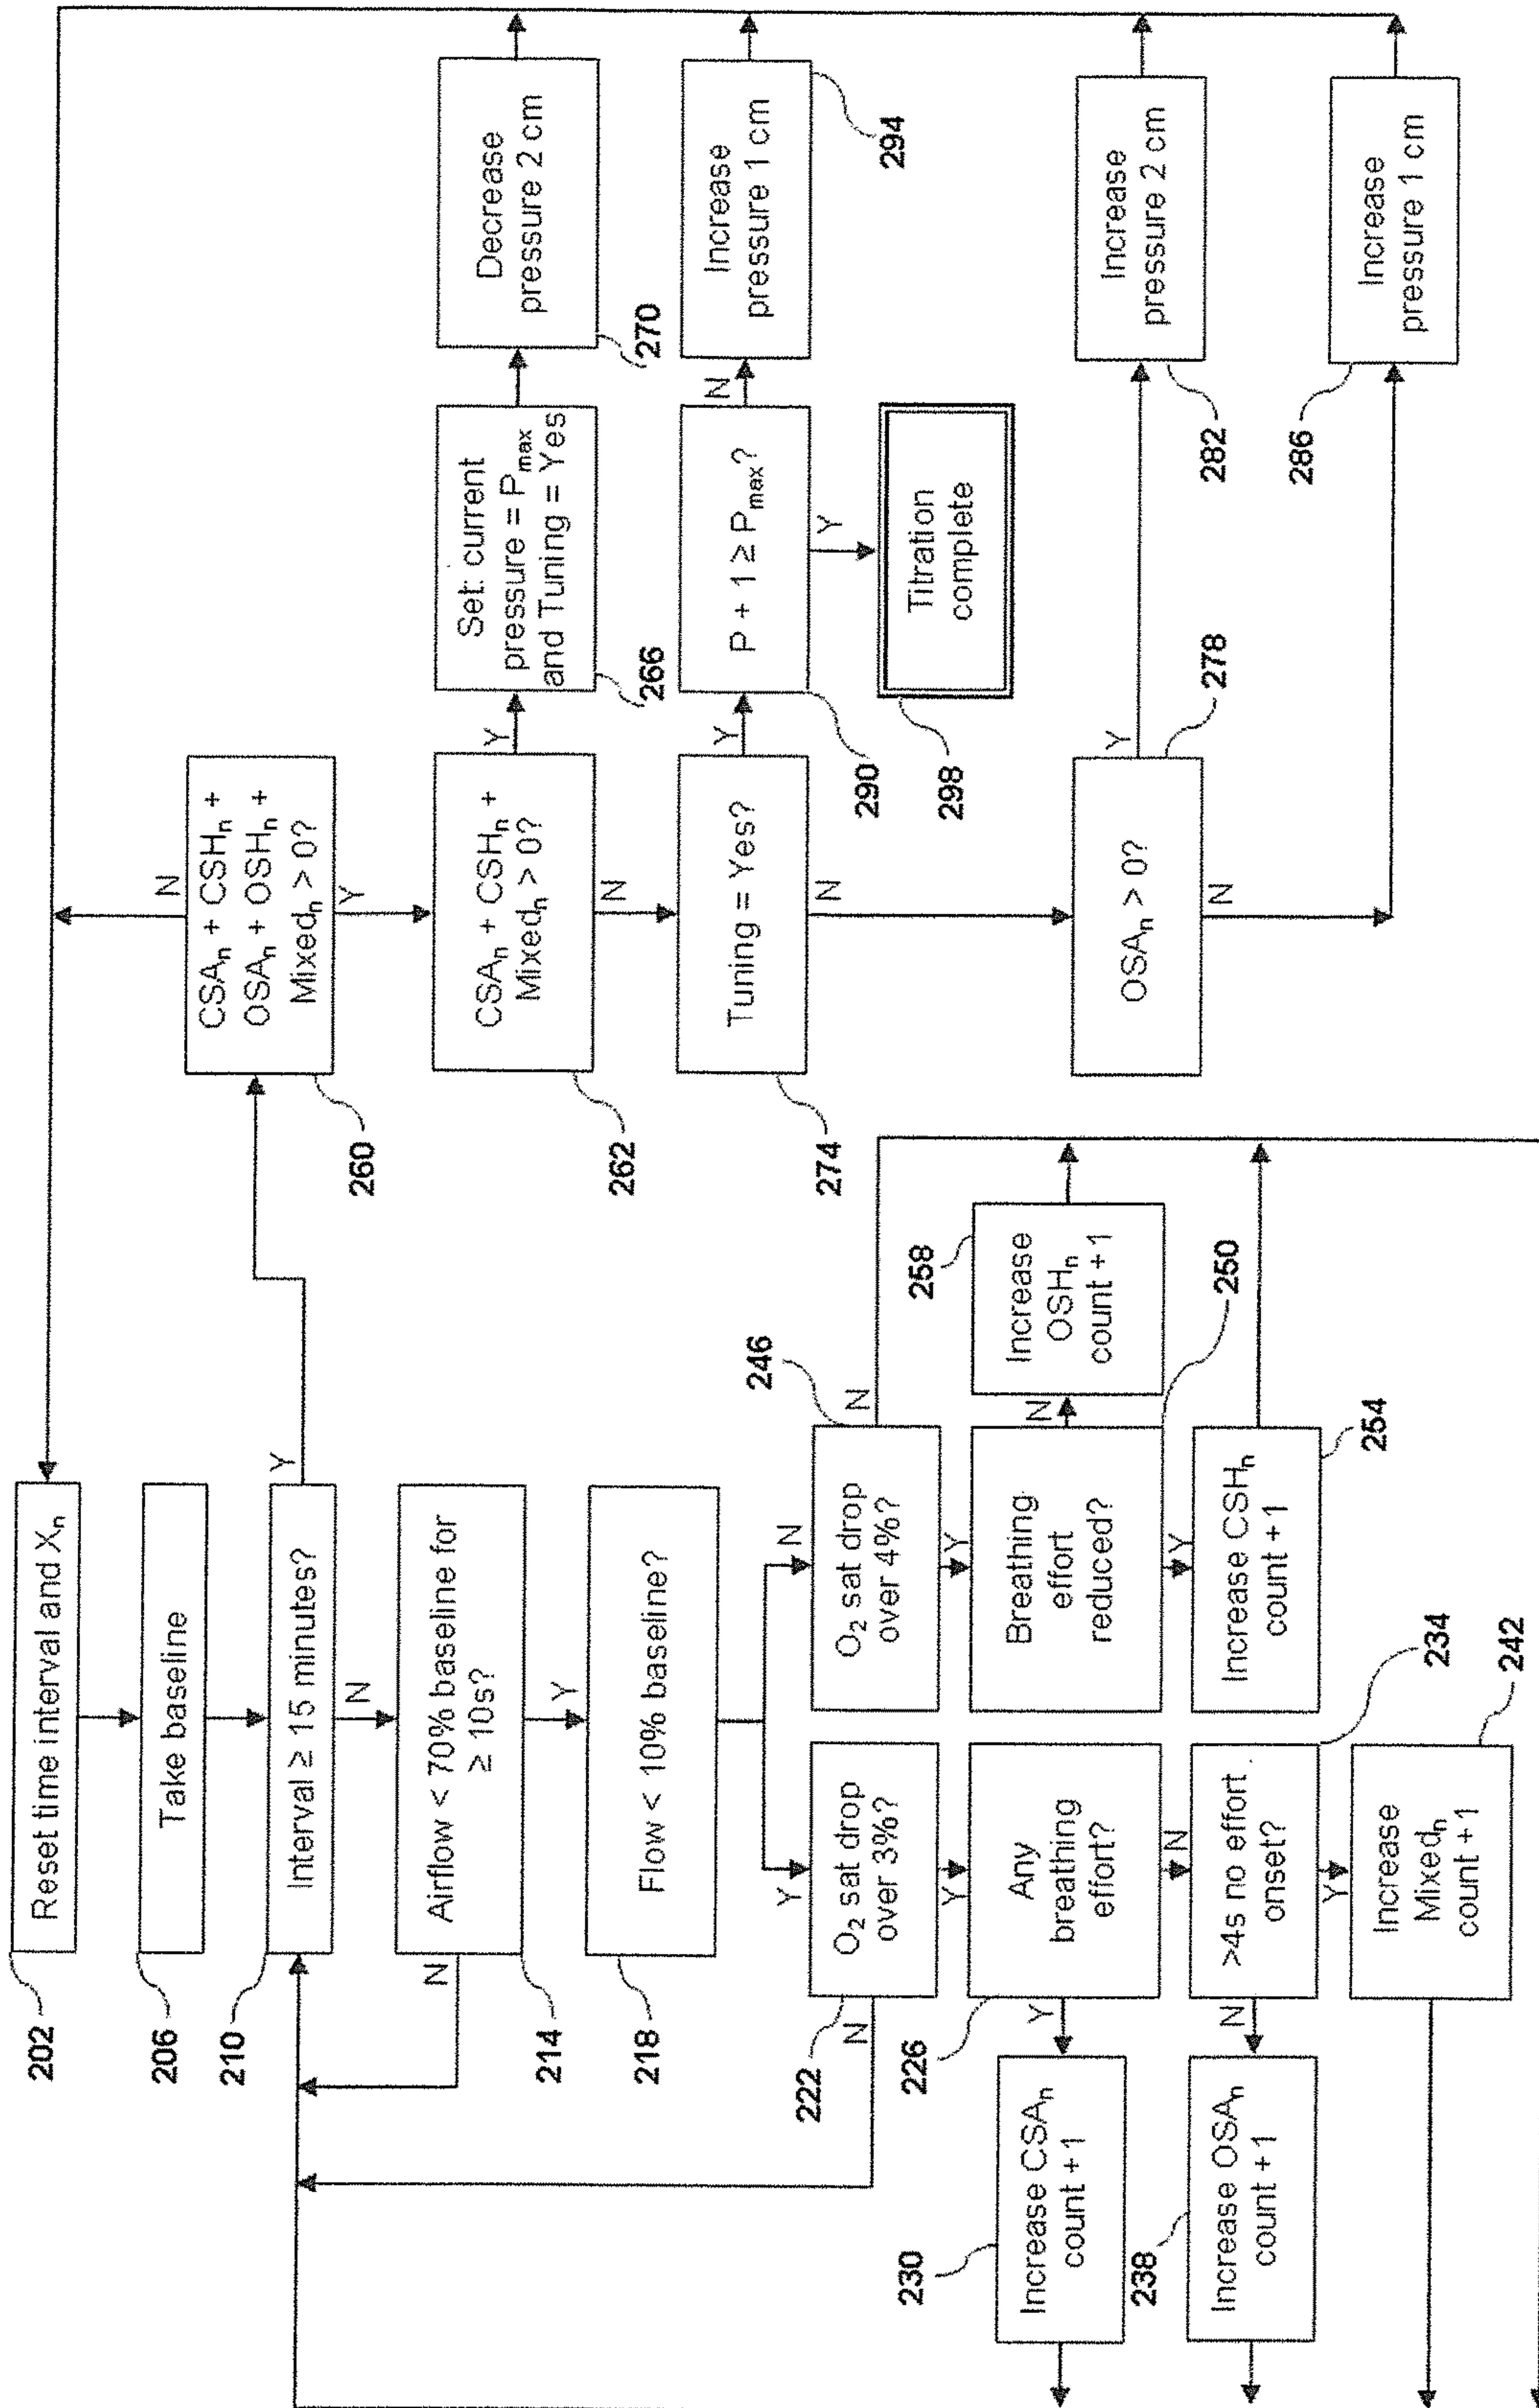 202
Reset time interval and Xn
206
Take baseline
210
Interval ≥ 15 minutes?
Y
N
214
Airflow < 70% baseline for
≥ 10s?
N
Y
218
Flow < 10% baseline?
Y
N
222
O2 sat drop
over 3%?
N
Y
246
O2 sat drop
over 4%?
N
Y
226
Any
breathing
effort?
Y
N
230
Increase CSAn
count +1
250
Breathing
effort
reduced?
N
Y
258
Increase
OSHn
count +1
234
>4s no effort
onset?
N
Y
238
Increase OSAn
count +1
254
Increase CSHn
count +1
242
Increase
Mixedn
count +1
260
CSAn + CSHn +
OSAn + OSHn +
Mixedn > 0?
N
Y
262
CSAn + CSHn +
Mixedn > 0?
Y
N
266
Set: current
pressure = Pmax
and Tuning = Yes
270
Decrease
pressure 2 cm
274
Tuning = Yes?
Y
N
290
P + 1 ≥ Pmax?
N
Y
294
Increase
pressure 1 cm
298
Titration
complete
278
OSAn > 0?
Y
N
282
Increase
pressure 2 cm
286
Increase
pressure 1 cm